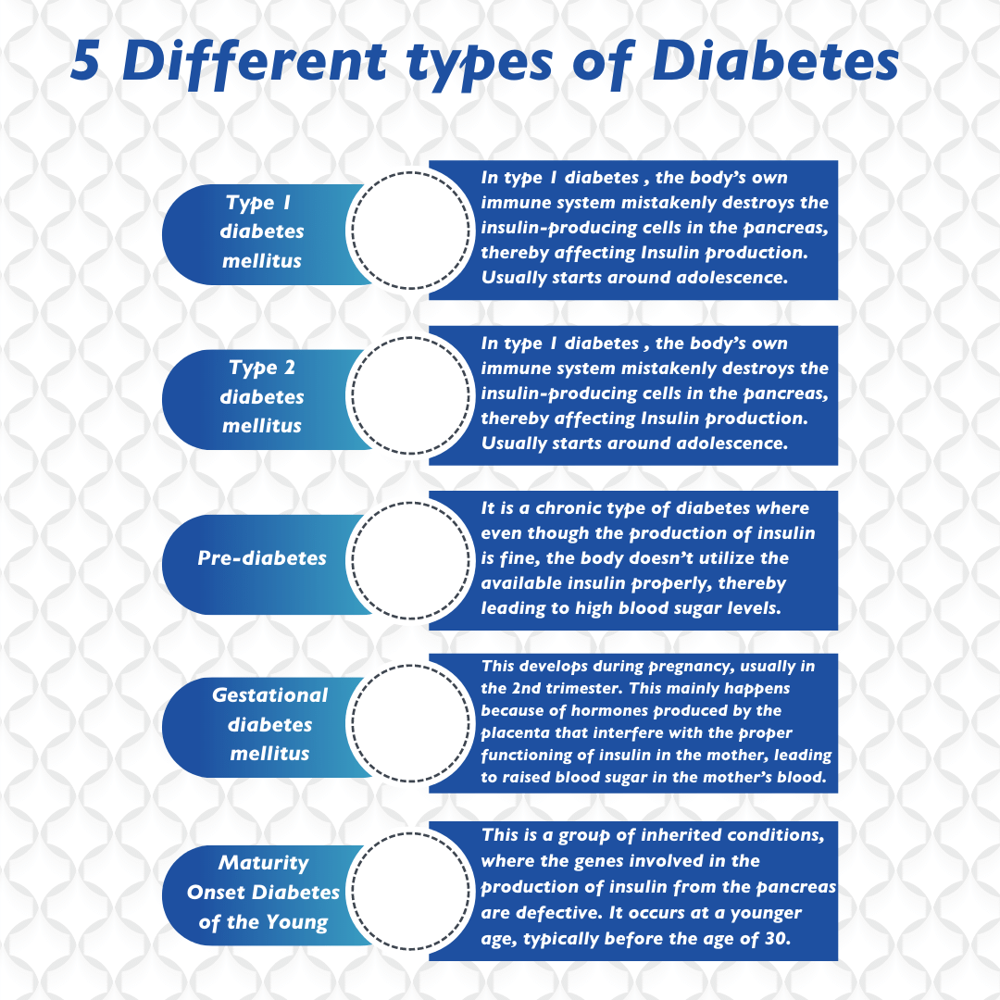 5 Different types of Diabetes
Type 1
diabetes
mellitus
In type 1 diabetes , the body's own
immune system mistakenly destroys the
insulin-producing cells in the pancreas,
thereby affecting Insulin production.
Usually starts around adolescence.
Type 2
diabetes
mellitus
In type 1 diabetes , the body's own
immune system mistakenly destroys the
insulin-producing cells in the pancreas,
thereby affecting Insulin production.
Usually starts around adolescence.
Pre-diabetes
It is a chronic type of diabetes where
even though the production of insulin
is fine, the body doesn't utilize the
available insulin properly, thereby
leading to high blood sugar levels.
Gestational
diabetes
mellitus
This develops during pregnancy, usually in
the 2nd trimester. This mainly happens
because of hormones produced by the
placenta that interfere with the proper
functioning of insulin in the mother, leading
to raised blood sugar in the mother's blood.
Maturity
Onset Diabetes
of the Young
This is a group of inherited conditions,
where the genes involved in the
production of insulin from the pancreas
are defective. It occurs at a younger
age, typically before the age of 30.